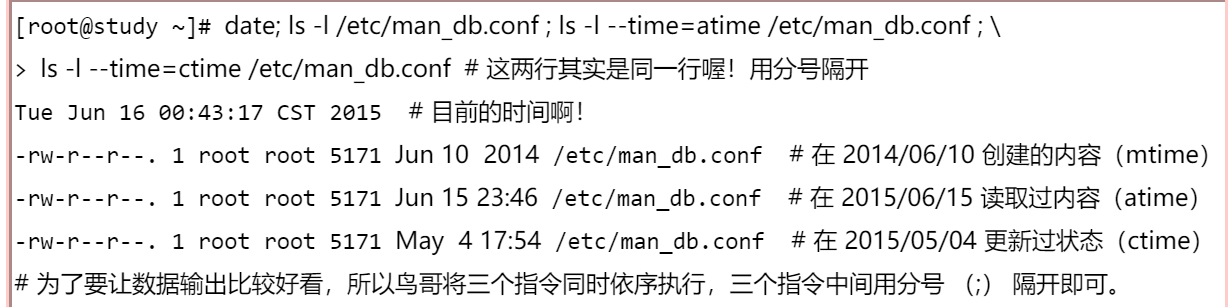 [root@study ~]# date; ls -l /etc/man_db.conf ; ls -l --time=atime /etc/man_db.conf ; \
> ls -l --time=ctime /etc/man_db.conf # 这两行其实是同一行喔！用分号隔开
Tue Jun 16 00:43:17 CST 2015 # 目前的时间啊！
-rw-r--r--. 1 root root 5171 Jun 10 2014 /etc/man_db.conf # 在 2014/06/10 创建的内容（mtime）
-rw-r--r--. 1 root root 5171 Jun 15 23:46 /etc/man_db.conf # 在 2015/06/15 读取过内容（atime）
-rw-r--r--. 1 root root 5171 May 4 17:54 /etc/man_db.conf # 在 2015/05/04 更新过状态（ctime）
# 为了要让数据输出比较好看，所以鸟哥将三个指令同时依序执行，三个指令中间用分号 （;） 隔开即可。